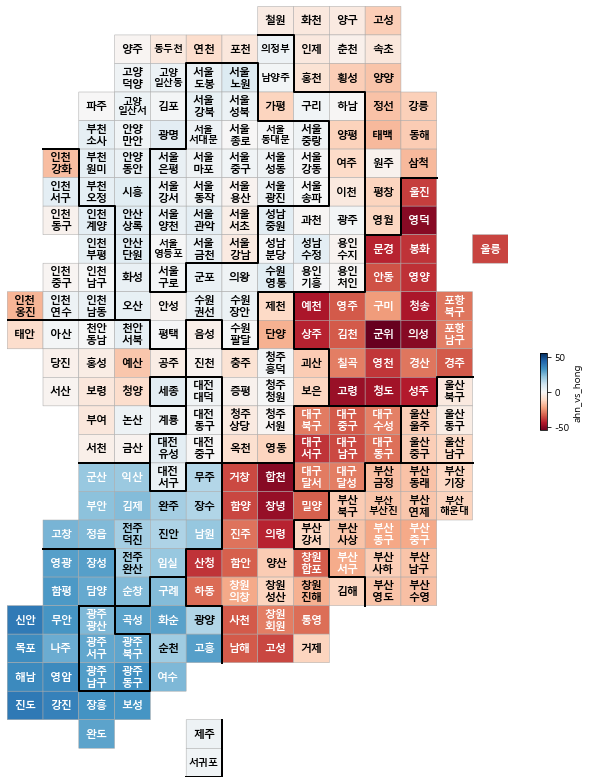 철원 화천 양구 고성
양주 동두천 연천 포천 의정부 인제 춘천 속초
고양 덕양 고양 일산동 서울 도봉 서울 노원 남양주 홍천 횡성 양양
파주 고양 일산서 김포 서울 강북 서울 성북 가평 구리 하남 정선 강릉
부천 소사 안양 만안 광명 서울 서대문 서울 종로 서울 동대문 서울 중랑 양평 태백 동해
인천 강화 부천 원미 안양 동안 서울 은평 서울 마포 서울 중구 서울 성동 서울 강동 여주 원주 삼척
인천 서구 부천 오정 시흥 서울 강서 서울 동작 서울 용산 서울 광진 서울 송파 이천 평창 울진
인천 동구 인천 계양 안산 상록 서울 양천 서울 관악 서울 서초 성남 중원 과천 광주 영월 영덕
인천 부평 안산 단원 서울 영등포 서울 금천 서울 강남 성남 분당 성남 수정 용인 수지 문경 봉화 울릉
인천 중구 인천 남구 화성 서울 구로 군포 의왕 수원 영통 용인 기흥 용인 처인 안동 영양
인천 옹진 인천 연수 인천 남동 오산 안성 수원 권선 수원 장안 제천 예천 영주 구미 청송 포항 북구
태안 아산 천안 동남 천안 서북 평택 음성 수원 팔달 단양 상주 김천 군위 의성 포항 남구
당진 홍성 예산 공주 진천 충주 청주 흥덕 괴산 칠곡 영천 경산 경주
서산 보령 청양 세종 대전 대덕 증평 청주 청원 보은 고령 청도 성주 울산 북구
부여 논산 계룡 대전 동구 청주 상당 청주 서원 대구 북구 대구 중구 대구 수성 울산 울주 울산 동구
서천 금산 대전 유성 대전 중구 옥천 영동 대구 서구 대구 남구 대구 동구 울산 중구 울산 남구
군산 익산 대전 서구 무주 거창 합천 대구 달서 대구 달성 부산 금정 부산 동래 부산 기장
부안 김제 완주 장수 함양 창녕 밀양 부산 북구 부산 부산진 부산 연제 부산 해운대
고창 정읍 전주 덕진 진안 남원 진주 의령 부산 강서 부산 사상 부산 동구 부산 중구
영광 장성 전주 완산 임실 산청 함안 양산 창원 합포 부산 서구 부산 사하 부산 남구
함평 담양 순창 구례 하동 창원 의창 창원 성산 창원 진해 김해 부산 영도 부산 수영
신안 무안 광주 광산 곡성 화순 광양 사천 창원 회원 통영
목포 나주 광주 서구 광주 북구 순천 고흥 남해 고성 거제
해남 영암 광주 남구 광주 동구 여수
진도 강진 장흥 보성
완도 제주
서귀포
50
0
-50
ahn_vs_hong